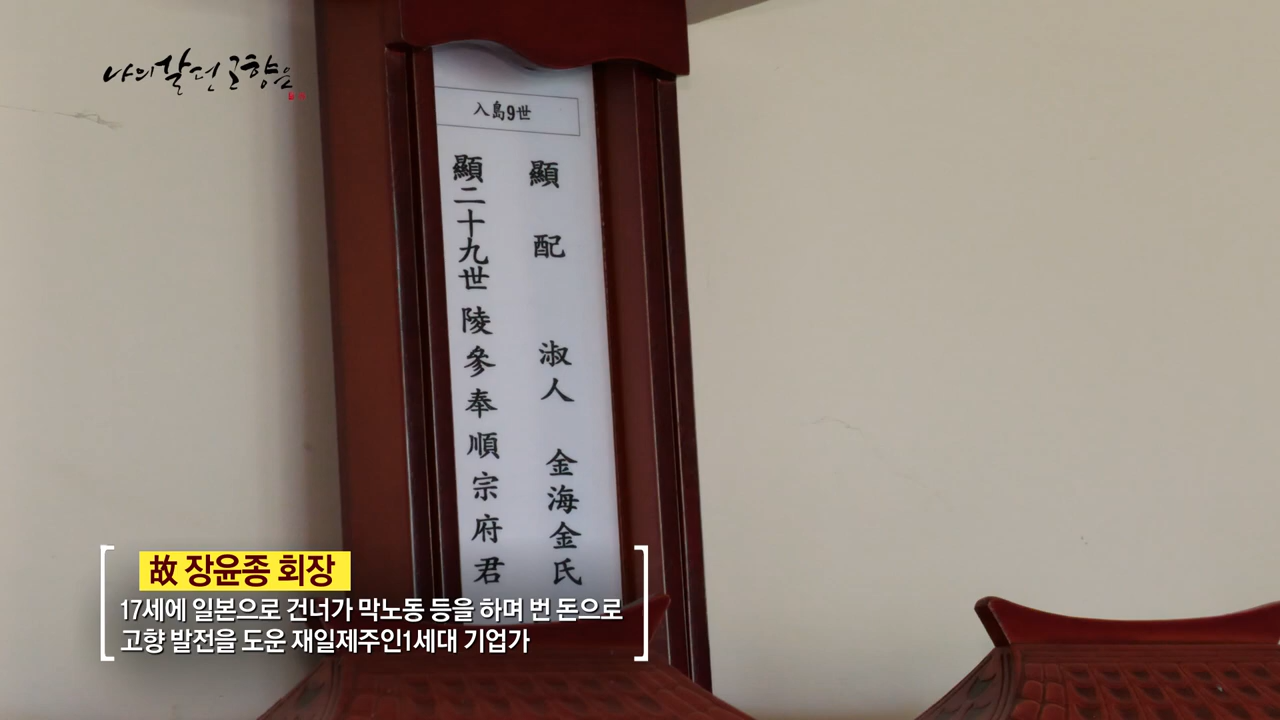 나의 살던 고향은
入島9世
顯配 淑人 金海金氏
顯二十九世陵參奉順宗府君
故 장윤종 회장
17세에 일본으로 건너가 막노동 등을 하며 번 돈으로
고향 발전을 도운 재일제주인1세대 기업가